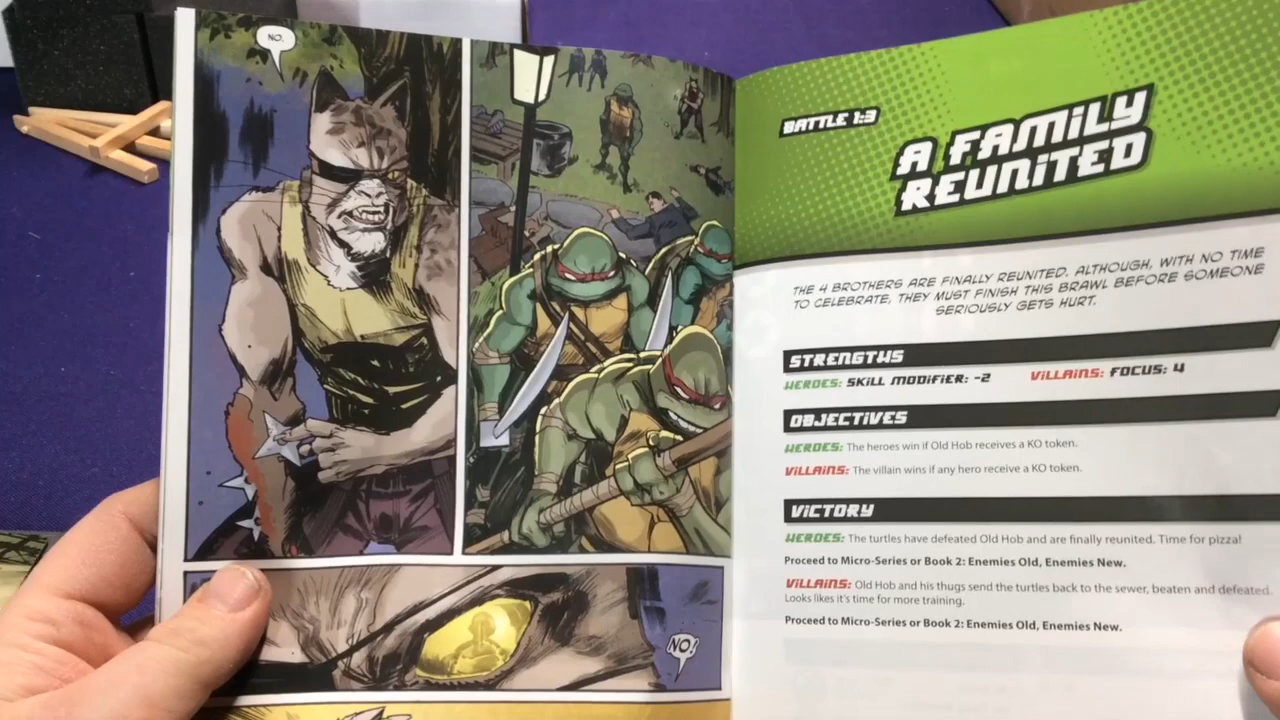 NO.
NO!
BATTLE 1:3
A FAMILY
REUNITED
THE 4 BROTHERS ARE FINALLY REUNITED. ALTHOUGH, WITH NO TIME
TO CELEBRATE, THEY MUST FINISH THIS BRAWL BEFORE SOMEONE
SERIOUSLY GETS HURT.
STRENGTHS
HEROES: SKILL MODIFIER: -2 VILLAINS: FOCUS: 4
OBJECTIVES
HEROES: The heroes win if Old Hob receives a KO token.
VILLAINS: The villain wins if any hero receive a KO token.
VICTORY
HEROES: The turtles have defeated Old Hob and are finally reunited. Time for pizza!
Proceed to Micro-Series or Book 2: Enemies Old, Enemies New.
VILLAINS: Old Hob and his thugs send the turtles back to the sewer, beaten and defeated.
Looks likes it's time for more training.
Proceed to Micro-Series or Book 2: Enemies Old, Enemies New.